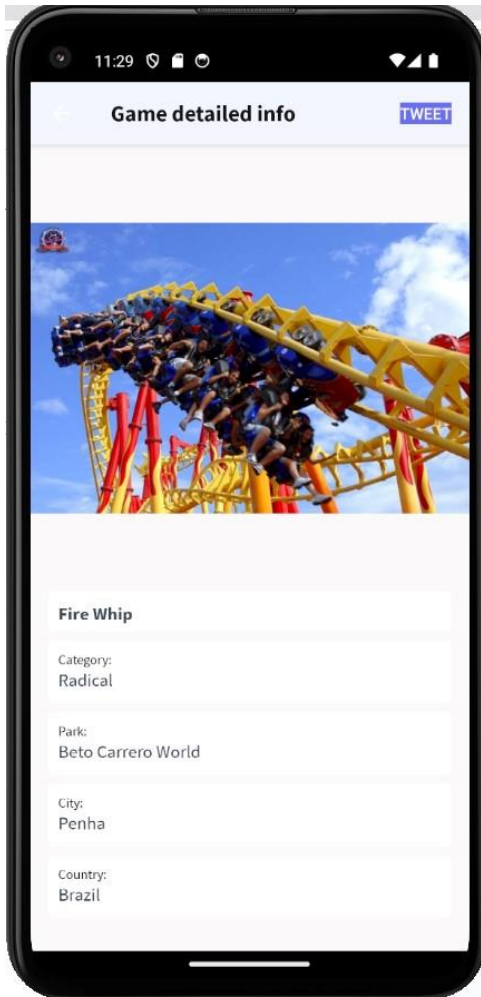 11:29
Game detailed info
TWEET
Fire Whip
Category:
Radical
Park:
Beto Carrero World
City:
Penha
Country:
Brazil